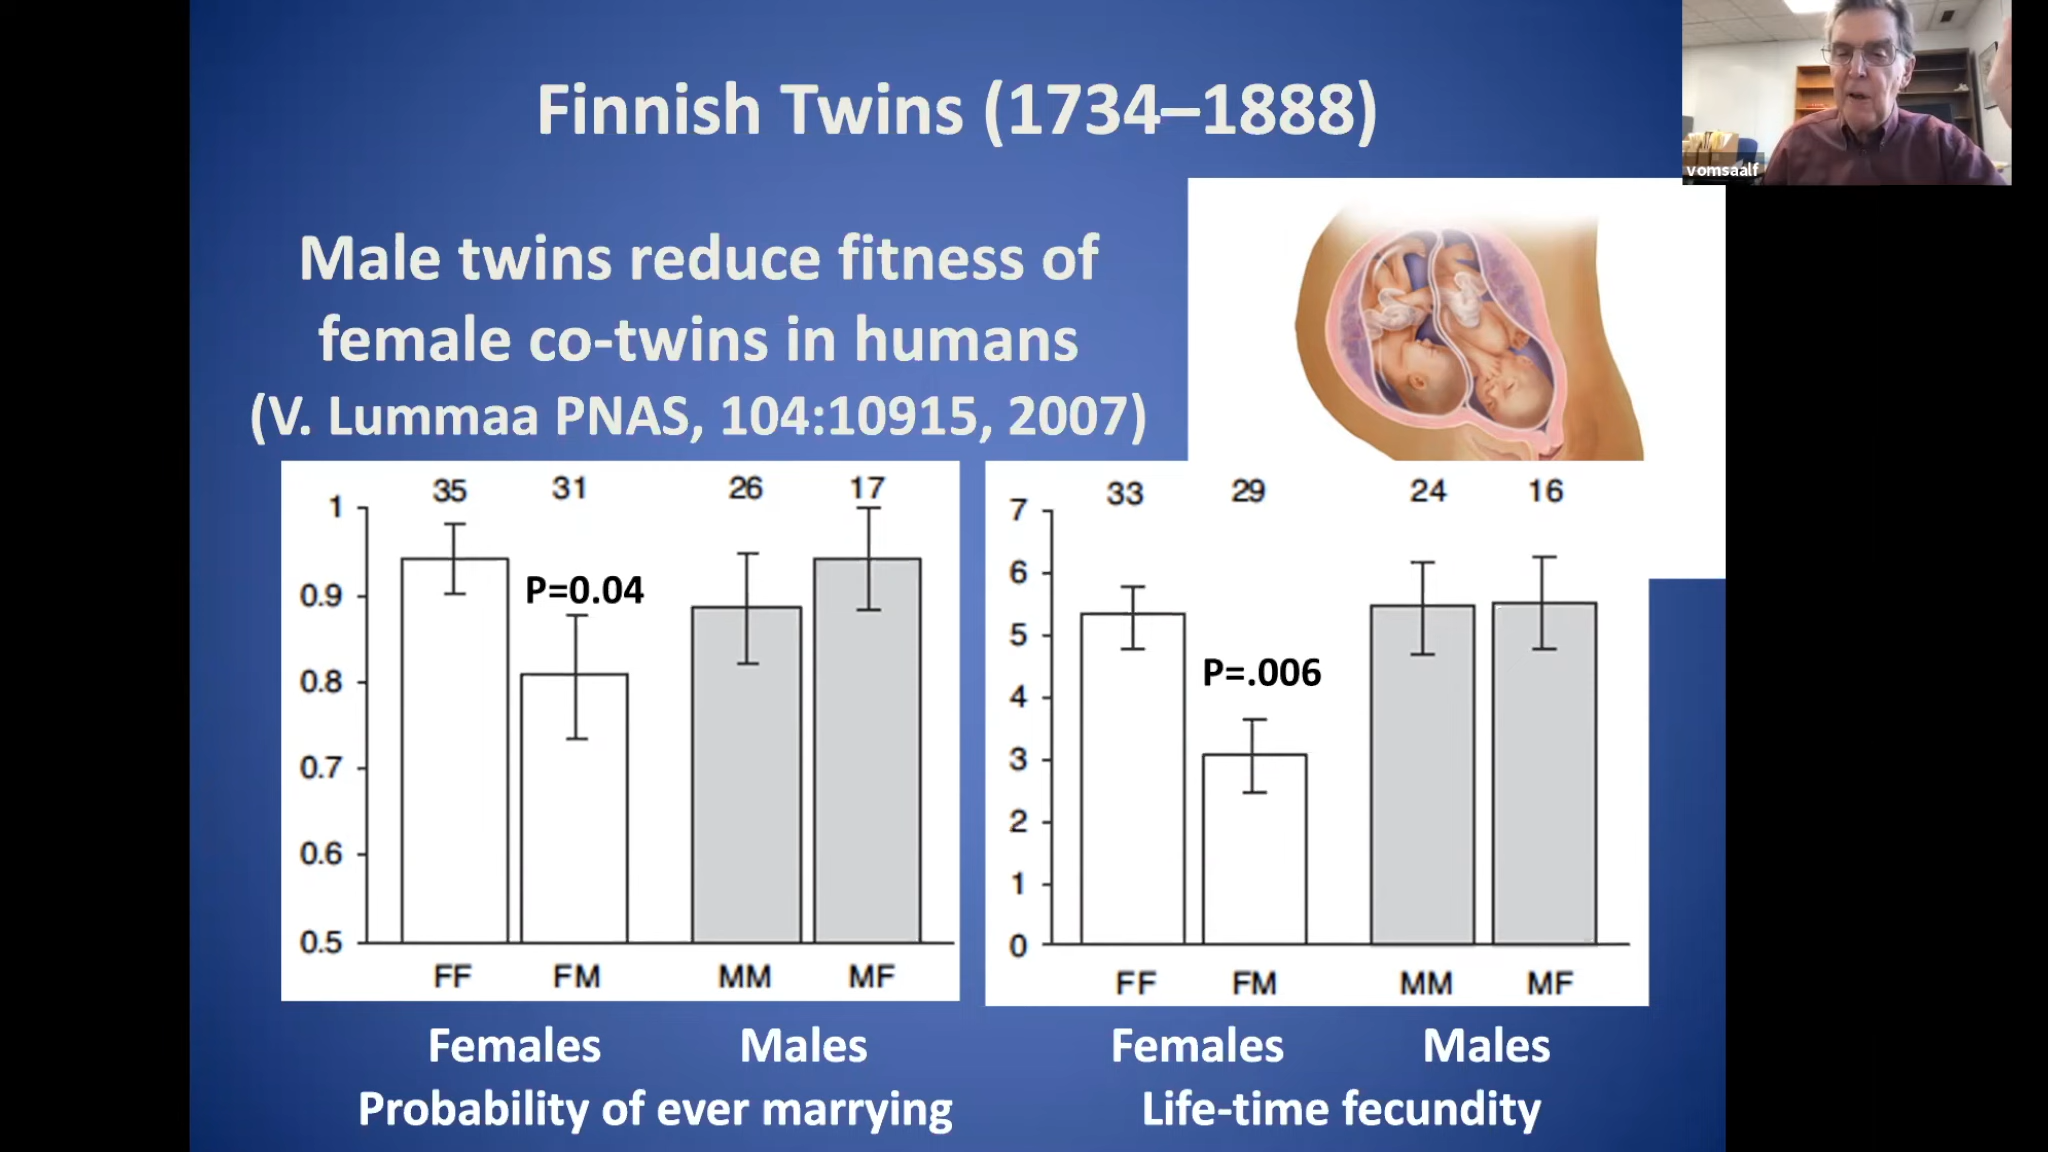 Finnish Twins (1734–1888)
vomsaalf
Male twins reduce fitness of
female co-twins in humans
(V. Lummaa PNAS, 104:10915, 2007)
35 31 26 17
1
0.9
0.8
0.7
0.6
0.5
P=0.04
FF FM MM MF
Females Males
Probability of ever marrying
33 29 24 16
7
6
5
4
3
2
1
0
P=.006
FF FM MM MF
Females Males
Life-time fecundity